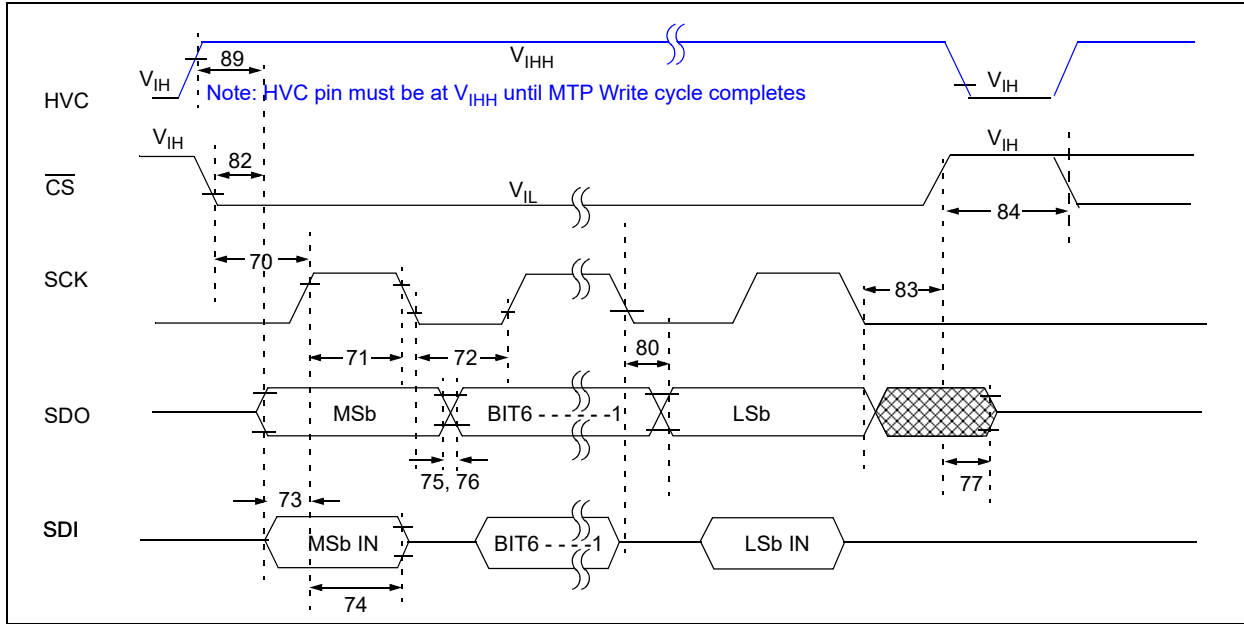 89
V_IHH
V_IH
HVC
Note: HVC pin must be at V_IHH until MTP Write cycle completes
V_IH
V_IH
82
V_IH
CS
V_IL
84
70
SCK
83
71
72
80
SDO
MSb
BIT6 - - - - - - -1
LSb
75, 76
77
73
SDI
MSb IN
BIT6 - - - - -1
LSb IN
74